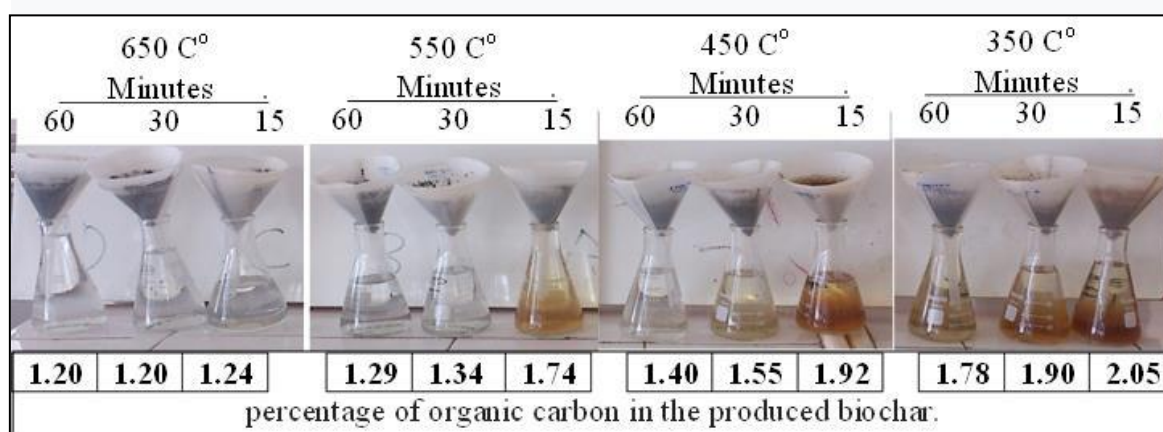 650 C° 550 C° 450 C° 350 C°
Minutes . Minutes . Minutes . Minutes .
60 30 15 60 30 15 60 30 15 60 30 15
1.20 1.20 1.24 1.29 1.34 1.74 1.40 1.55 1.92 1.78 1.90 2.05
percentage of organic carbon in the produced biochar.